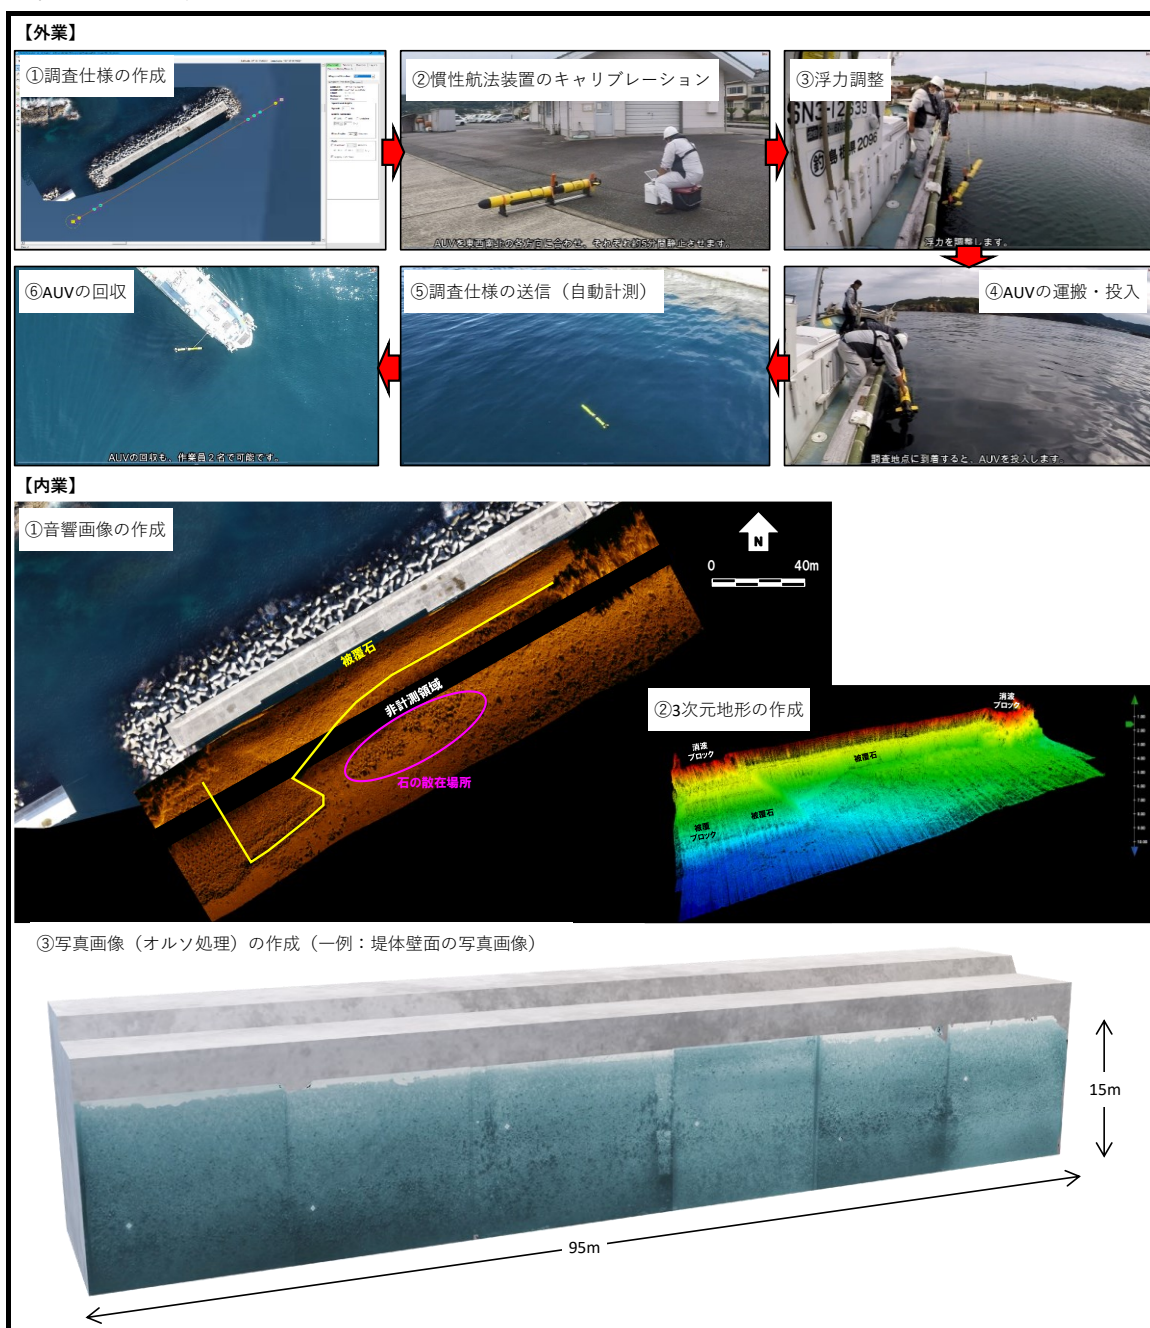 【外業】
①調査仕様の作成
②慣性航法装置のキャリブレーション
AUVを東西南北の各方向に合わせ、それぞれ約5分間静止させます。
③浮力調整
SN3-12639
島根県2096
浮力を調整します。
⑥AUVの回収
AUVの回収も、作業員2名で可能です。
⑤調査仕様の送信（自動計測）
④AUVの運搬・投入
調査地点に到着すると、AUVを投入します。
【内業】
①音響画像の作成
N
0 40m
被覆石
非計測領域
石の散在場所
②3次元地形の作成
消波
ブロック
消波
ブロック
被覆石
被覆石
被覆
ブロック
③写真画像（オルソ処理）の作成（一例：堤体壁面の写真画像）
15m
95m